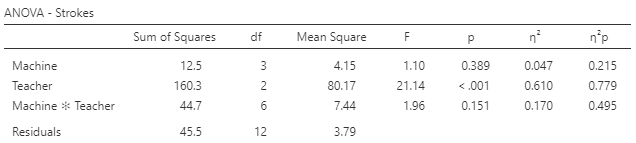 ANOVA - Strokes
Sum of Squares df Mean Square F p η² η²p
Machine 12.5 3 4.15 1.10 0.389 0.047 0.215
Teacher 160.3 2 80.17 21.14 < .001 0.610 0.779
Machine ✻ Teacher 44.7 6 7.44 1.96 0.151 0.170 0.495
Residuals 45.5 12 3.79